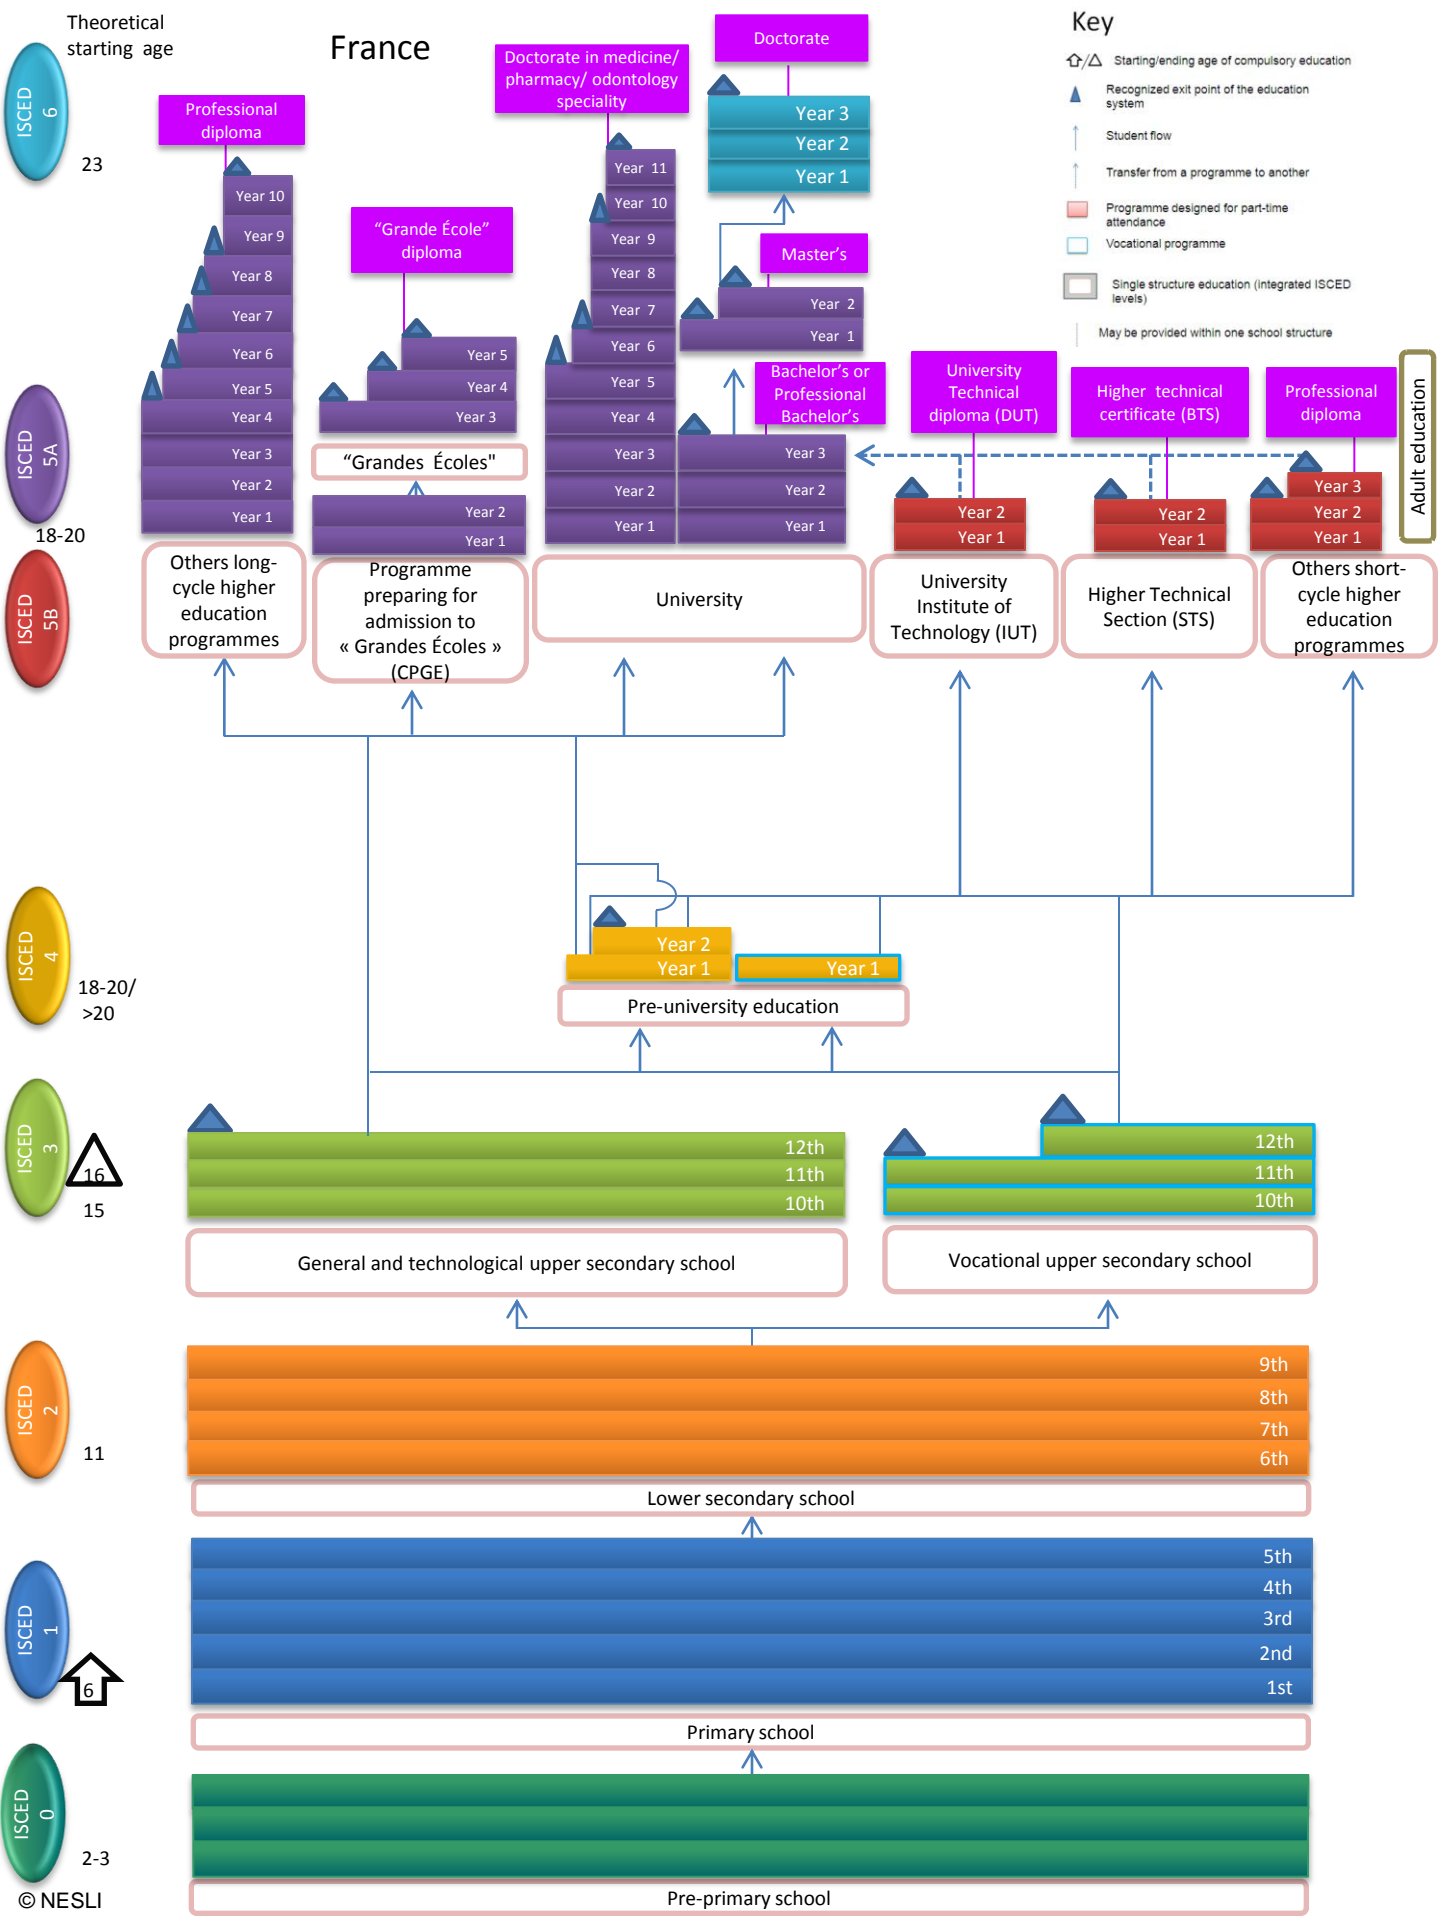 Theoretical
starting age
France
Key
Starting/ending age of compulsory education
Recognized exit point of the education
system
Student flow
Transfer from a programme to another
Programme designed for part-time
attendance
Vocational programme
Single structure education (integrated ISCED
levels)
May be provided within one school structure
ISCED
6
23
Professional
diploma
Year 10
Year 9
Year 8
Year 7
Year 6
Year 5
Year 4
Year 3
Year 2
Year 1
Others long-
cycle higher
education
programmes
"Grande École"
diploma
Year 5
Year 4
Year 3
"Grandes Écoles"
Year 2
Year 1
Programme
preparing for
admission to
« Grandes Écoles »
(CPGE)
Doctorate in medicine/
pharmacy/ odontology
speciality
Year 11
Year 10
Year 9
Year 8
Year 7
Year 6
Year 5
Year 4
Year 3
Year 2
Year 1
Doctorate
Year 3
Year 2
Year 1
Master's
Year 2
Year 1
Bachelor's or
Professional
Bachelor's
Year 3
Year 2
Year 1
University
University
Technical
diploma (DUT)
Year 2
Year 1
University
Institute of
Technology (IUT)
Higher technical
certificate (BTS)
Year 2
Year 1
Higher Technical
Section (STS)
Professional
diploma
Year 3
Year 2
Year 1
Others short-
cycle higher
education
programmes
Adult education
ISCED
5A
18-20
ISCED
5B
ISCED
4
18-20/
>20
Year 2
Year 1
Year 1
Pre-university education
ISCED
3
16
15
12th
11th
10th
General and technological upper secondary school
12th
11th
10th
Vocational upper secondary school
ISCED
2
11
9th
8th
7th
6th
Lower secondary school
ISCED
1
6
5th
4th
3rd
2nd
1st
Primary school
ISCED
0
2-3
Pre-primary school
© NESLI